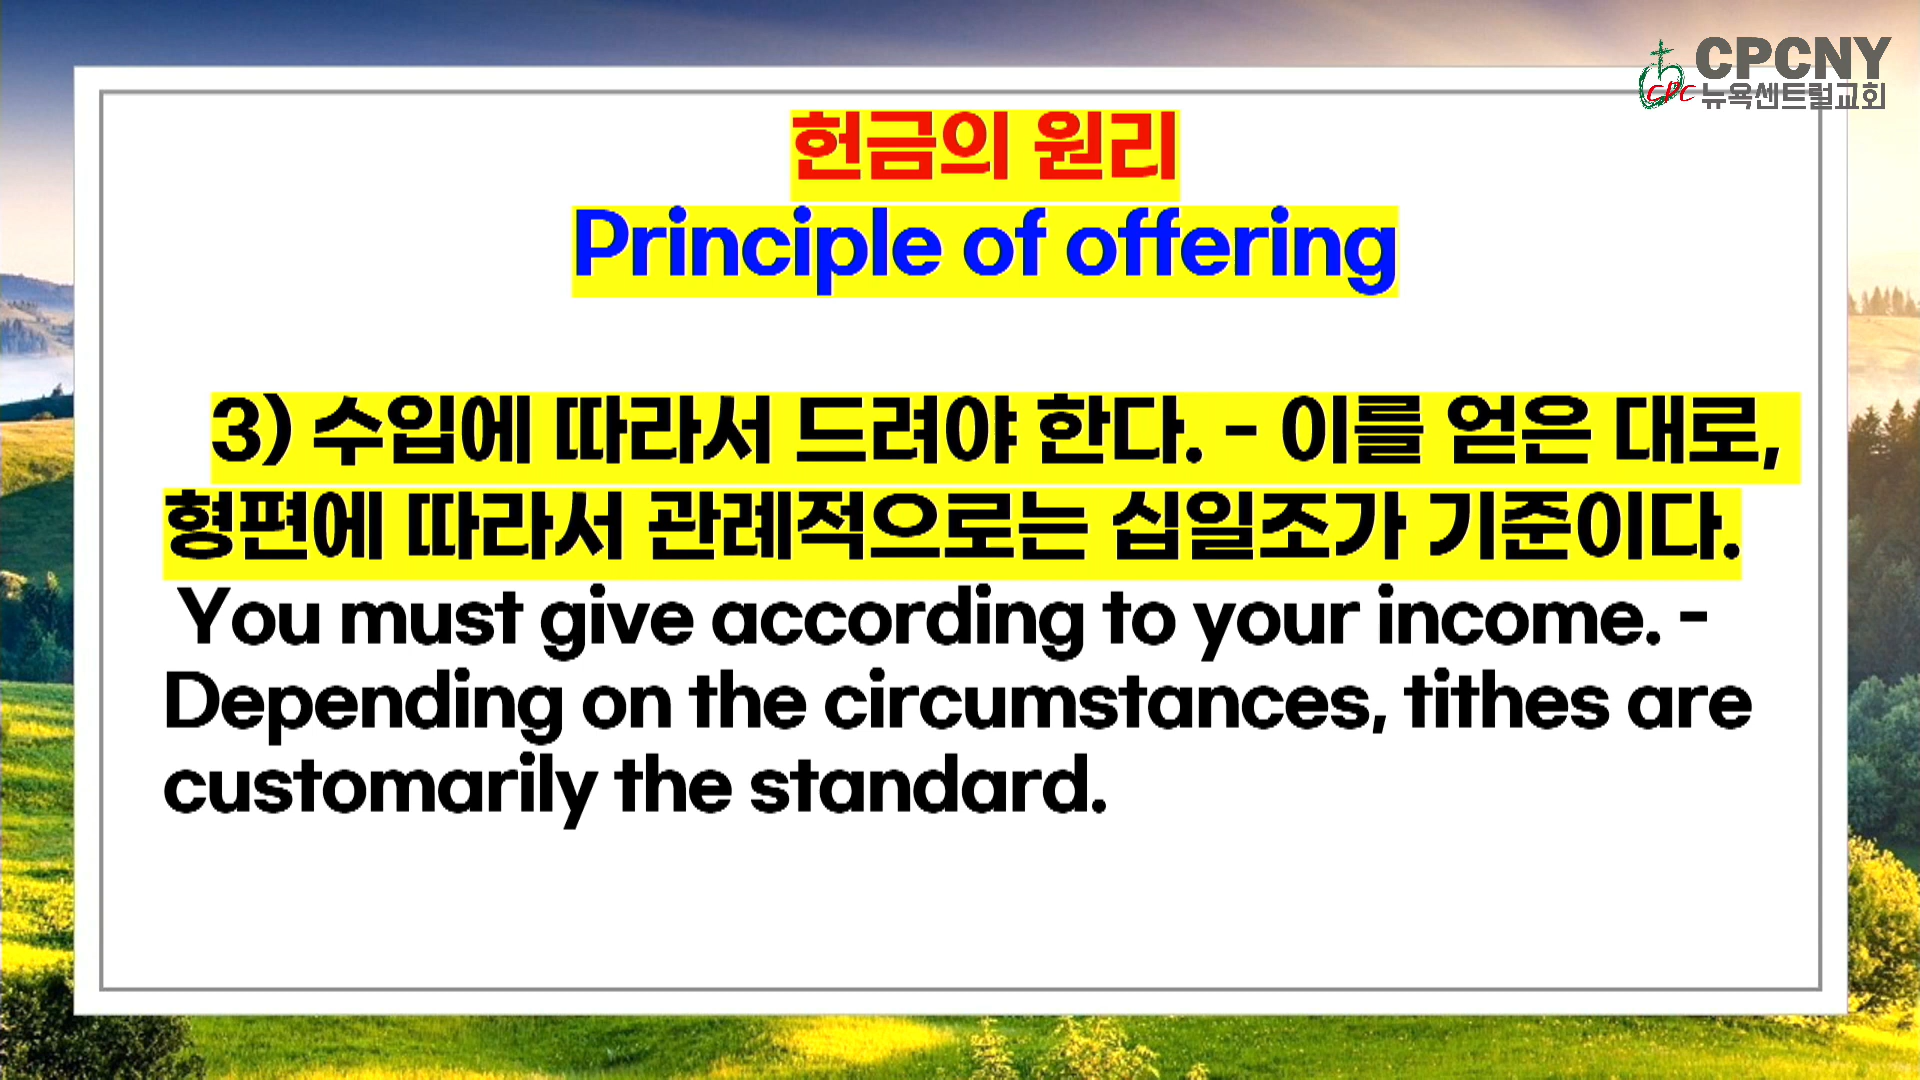 CPCNY
CPC 뉴욕센트럴교회
헌금의 원리
Principle of offering
3) 수입에 따라서 드려야 한다. - 이를 얻은 대로,
형편에 따라서 관례적으로는 십일조가 기준이다.
You must give according to your income. -
Depending on the circumstances, tithes are
customarily the standard.